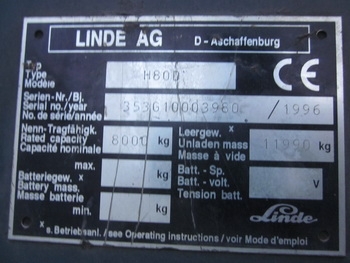 LINDE AG D - Aschaffenburg
Typ
Type H80D
Modèle
CE
Serien-Nr./Bj.
Serial no./year 353610003960 / 1996
No. de série/année
Nenn-Tragfähigk.
Rated capacity 8000 kg
Capacité nominale
Leergew. x
Unladen mass 11990 kg
Masse à vide
max. kg
Batteriegew. x
Battery mass.
Masse batterie
min. kg
Batt. - Sp.
Batt. - volt. V
Tension batt.
Linde
x s. Betriebsanl. / see Operating instructions / voir Mode d'emploi